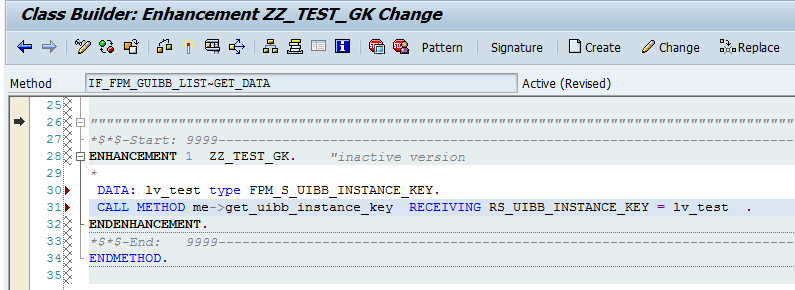 Class Builder: Enhancement ZZ_TEST_GK Change
Pattern Signature Create Change Replace
Method IF_FPM_GUIBB_LIST~GET_DATA Active (Revised)
25
26 """"""""""""""""""""""""""""""""""""""""""""""""""""""""""""""""""""""""""""""""""""
27 *$*$-Start: 9999--------------------------------------------------------------------
28 ENHANCEMENT 1  ZZ_TEST_GK.    "inactive version
29 *
30  DATA: lv_test type FPM_S_UIBB_INSTANCE_KEY.
31  CALL METHOD me->get_uibb_instance_key  RECEIVING RS_UIBB_INSTANCE_KEY = lv_test  .
32 ENDENHANCEMENT.
33 *$*$-End:   9999--------------------------------------------------------------------
34 ENDMETHOD.
35